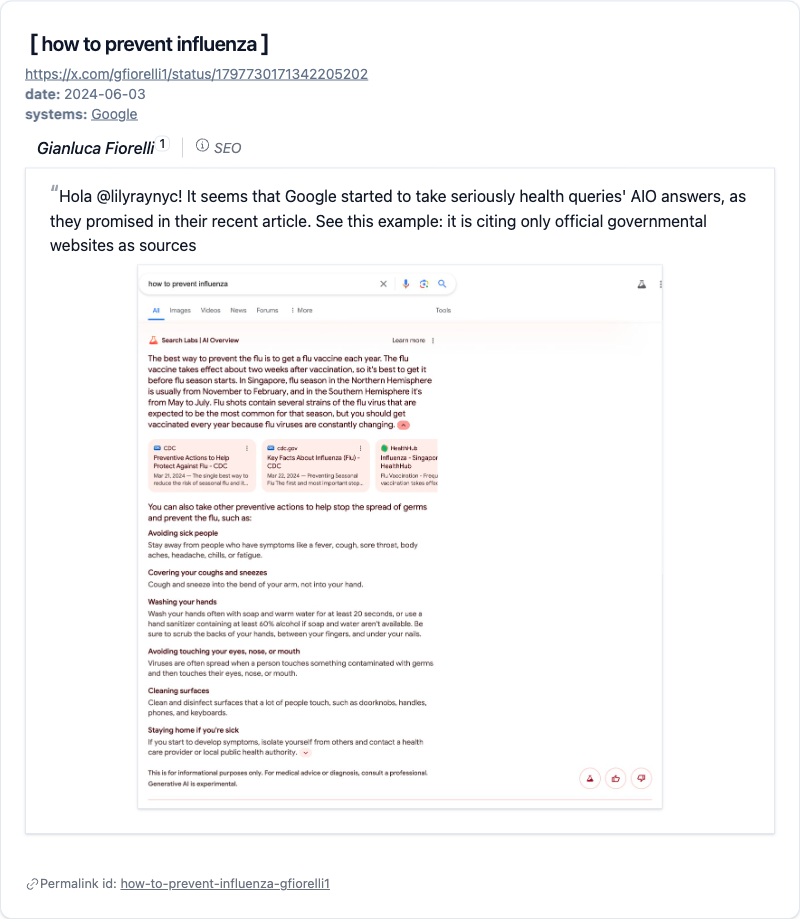 [ how to prevent influenza ]
https://x.com/gfiorelli1/status/1797730171342205202
date: 2024-06-03
systems: Google
Gianluca Fiorelli 1 SEO
“Hola @lilyraynyc! It seems that Google started to take seriously health queries' AIO answers, as
they promised in their recent article. See this example: it is citing only official governmental
websites as sources
how to prevent influenza
All Images Videos News Forums More Tools
Search Labs | AI Overview Learn more
The best way to prevent the flu is to get a flu vaccine each year. The flu
vaccine takes effect about two weeks after vaccination, so it's best to get it
before flu season starts. In Singapore, flu season in the Northern Hemisphere
is usually from November to February, and in the Southern Hemisphere it's
from May to July. Flu shots contain several strains of the flu virus that are
expected to be the most common for that season, but you should get
vaccinated every year because flu viruses are constantly changing.
CDC
Preventive Actions to Help
Protect Against Flu - CDC
Mar 21, 2024 — The single best way to
reduce the risk of seasonal flu and it...
cdc.gov
Key Facts About Influenza (Flu) -
CDC
Mar 22, 2024 — Preventing Seasonal
Flu The first and most important step...
HealthHub
Influenza - Singapor
HealthHub
Flu Vaccination - Frequ
vaccination takes effe
You can also take other preventive actions to help stop the spread of germs
and prevent the flu, such as:
Avoiding sick people
Stay away from people who have symptoms like a fever, cough, sore throat, body
aches, headache, chills, or fatigue.
Covering your coughs and sneezes
Cough and sneeze into the bend of your arm, not into your hand.
Washing your hands
Wash your hands often with soap and warm water for at least 20 seconds, or use a
hand sanitizer containing at least 60% alcohol if soap and water aren't available. Be
sure to scrub the backs of your hands, between your fingers, and under your nails.
Avoiding touching your eyes, nose, or mouth
Viruses are often spread when a person touches something contaminated with germs
and then touches their eyes, nose, or mouth.
Cleaning surfaces
Clean and disinfect surfaces that a lot of people touch, such as doorknobs, handles,
phones, and keyboards.
Staying home if you're sick
If you start to develop symptoms, isolate yourself from others and contact a health
care provider or local public health authority.
This is for informational purposes only. For medical advice or diagnosis, consult a professional.
Generative AI is experimental.
Permalink id: how-to-prevent-influenza-gfiorelli1